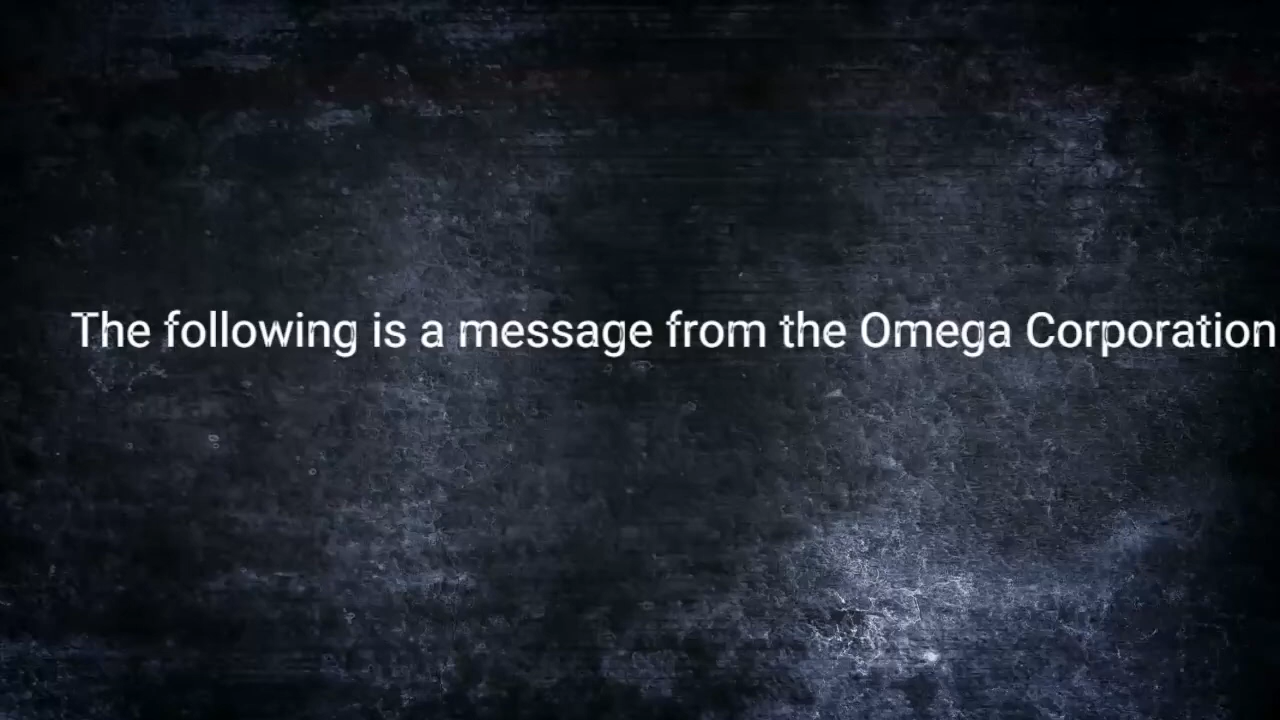 The following is a message from the Omega Corporation